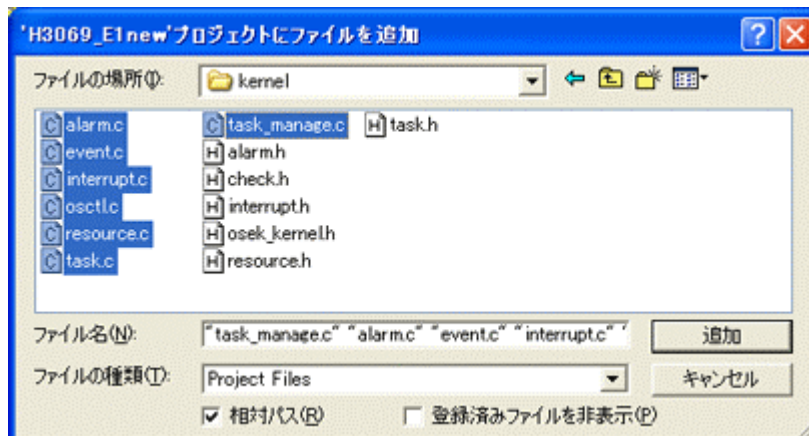 'H3069_E1new'プロジェクトにファイルを追加
ファイルの場所(I):
kernel
alarm.c
event.c
interrupt.c
osctl.c
resource.c
task.c
task_manage.c
alarm.h
check.h
interrupt.h
osek_kernel.h
resource.h
task.h
ファイル名(N):
"task_manage.c" "alarm.c" "event.c" "interrupt.c" "
追加
ファイルの種類(T):
Project Files
キャンセル
相対パス(R)
登録済みファイルを非表示(P)